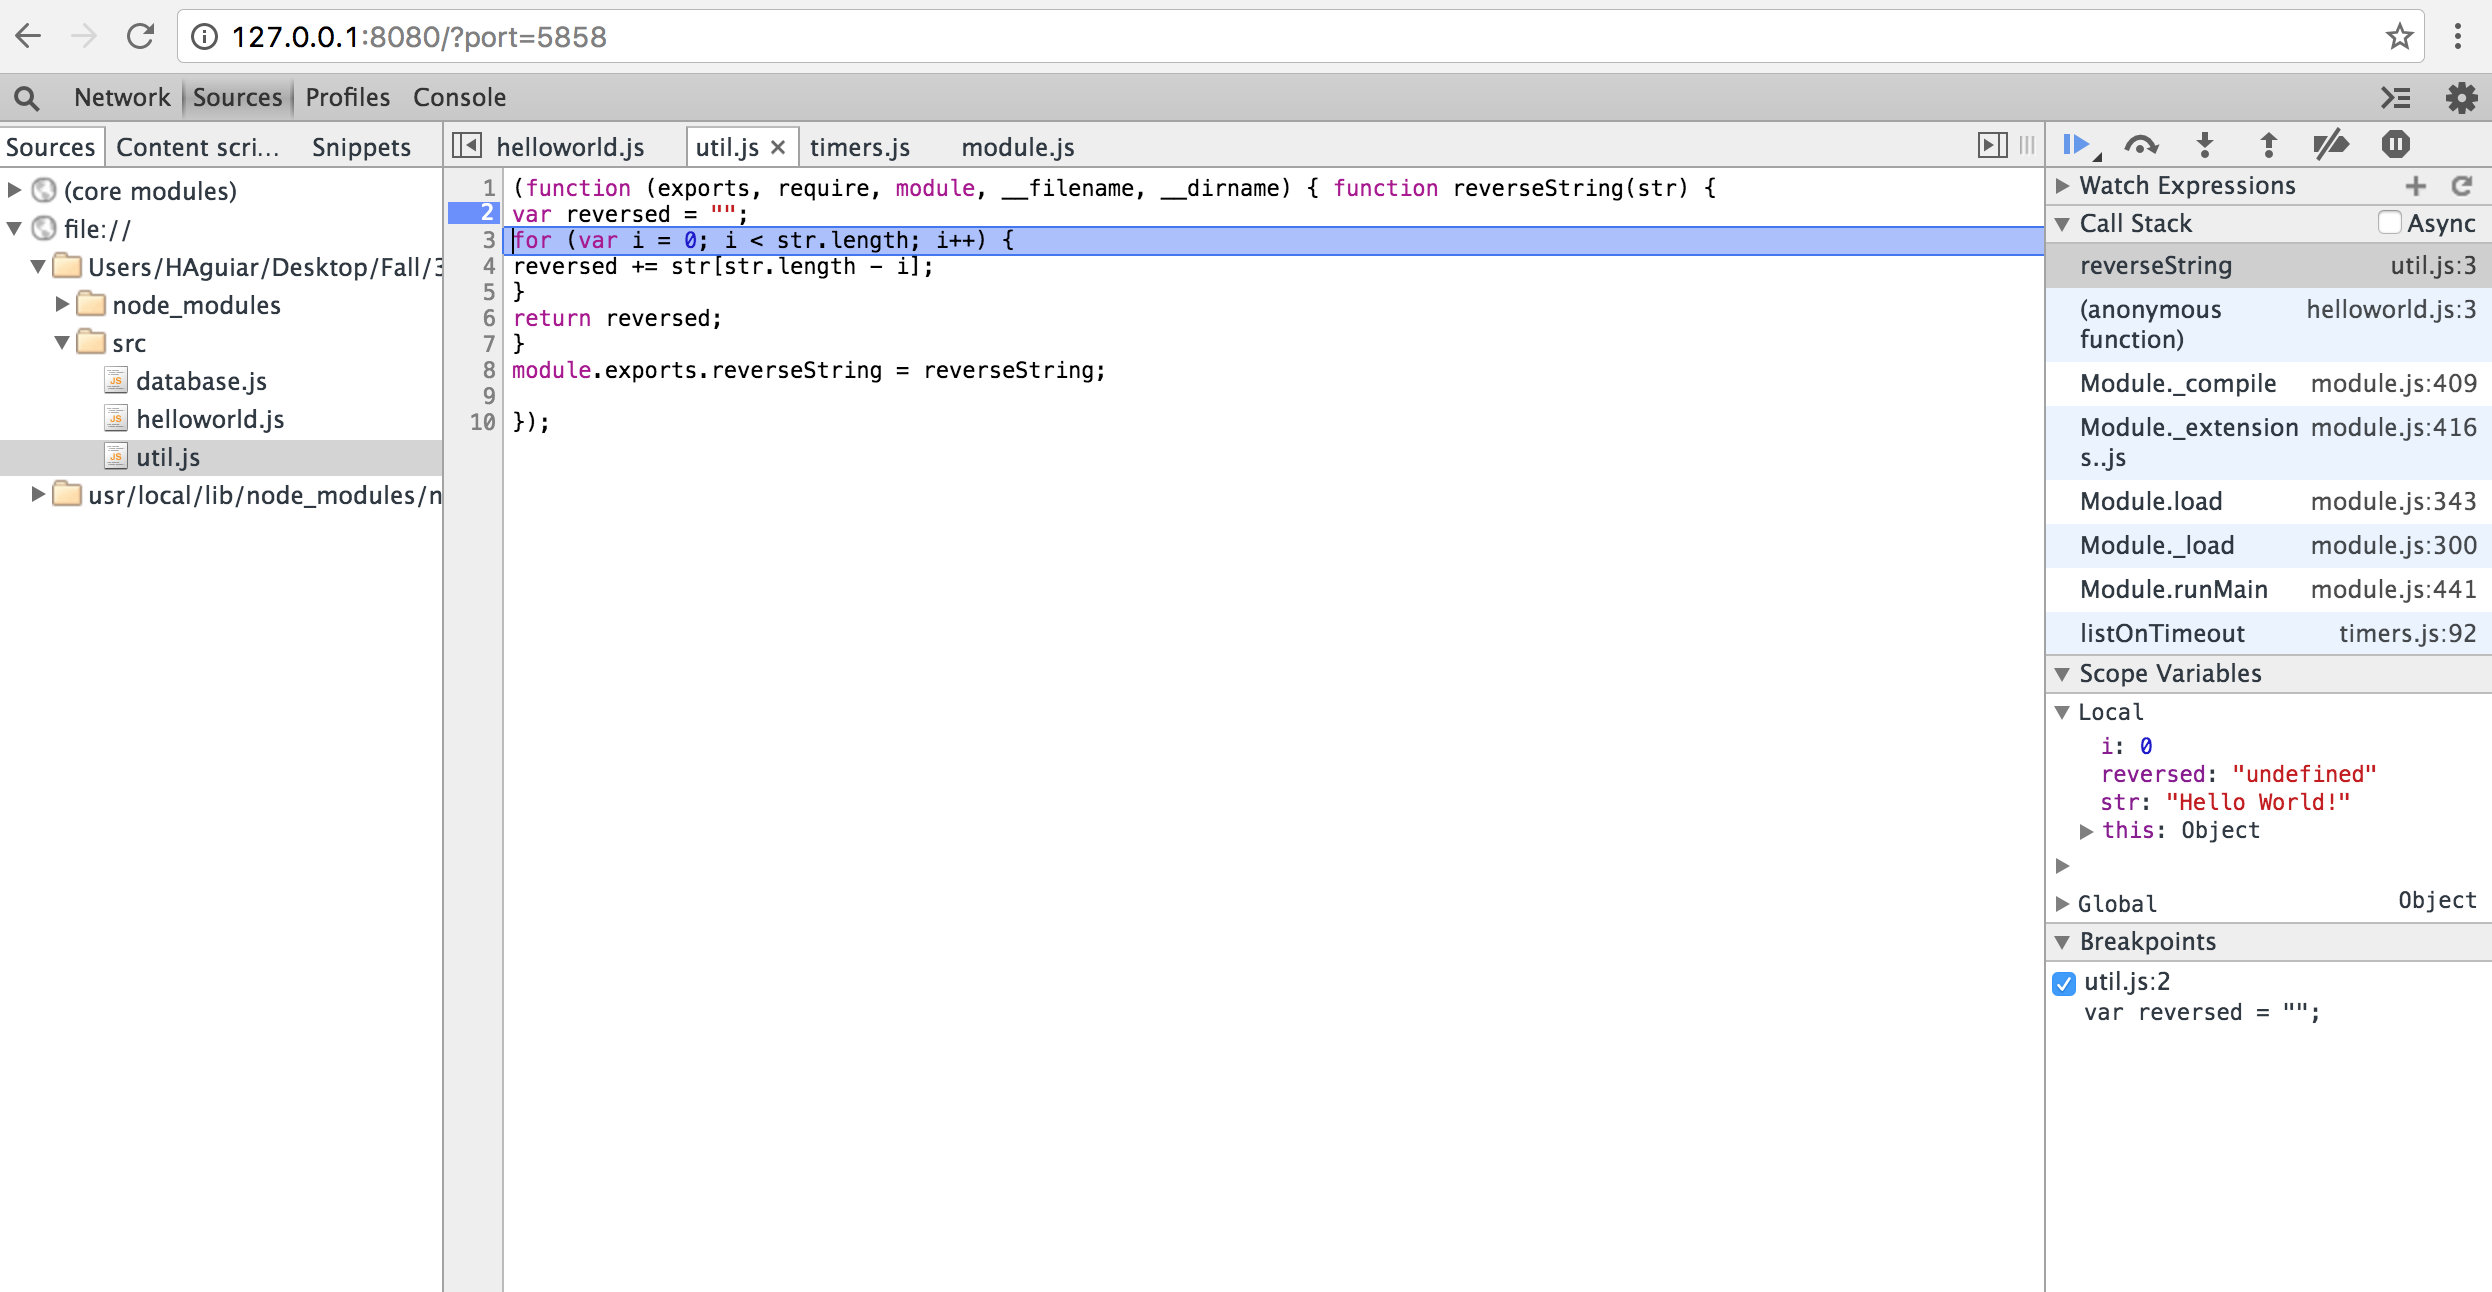 127.0.0.1:8080/?port=5858
Network Sources Profiles Console
Sources Content scri... Snippets
(core modules)
file://
Users/HAguiar/Desktop/Fall/3
node_modules
src
database.js
helloworld.js
util.js
usr/local/lib/node_modules/n
helloworld.js util.js × timers.js module.js
1 (function (exports, require, module, __filename, __dirname) { function reverseString(str) {
2 var reversed = "";
3 for (var i = 0; i < str.length; i++) {
4 reversed += str[str.length - i];
5 }
6 return reversed;
7 }
8 module.exports.reverseString = reverseString;
9
10 });
Watch Expressions
Call Stack Async
reverseString util.js:3
(anonymous helloworld.js:3
function)
Module._compile module.js:409
Module._extension module.js:416
s..js
Module.load module.js:343
Module._load module.js:300
Module.runMain module.js:441
listOnTimeout timers.js:92
Scope Variables
Local
i: 0
reversed: "undefined"
str: "Hello World!"
this: Object
Global Object
Breakpoints
util.js:2
var reversed = "";